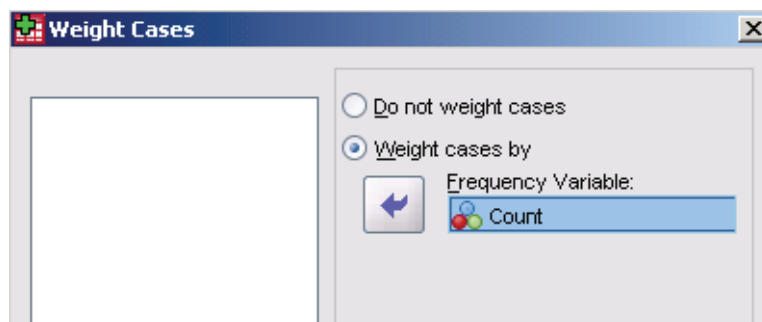 Weight Cases
Do not weight cases
Weight cases by
Frequency Variable:
Count